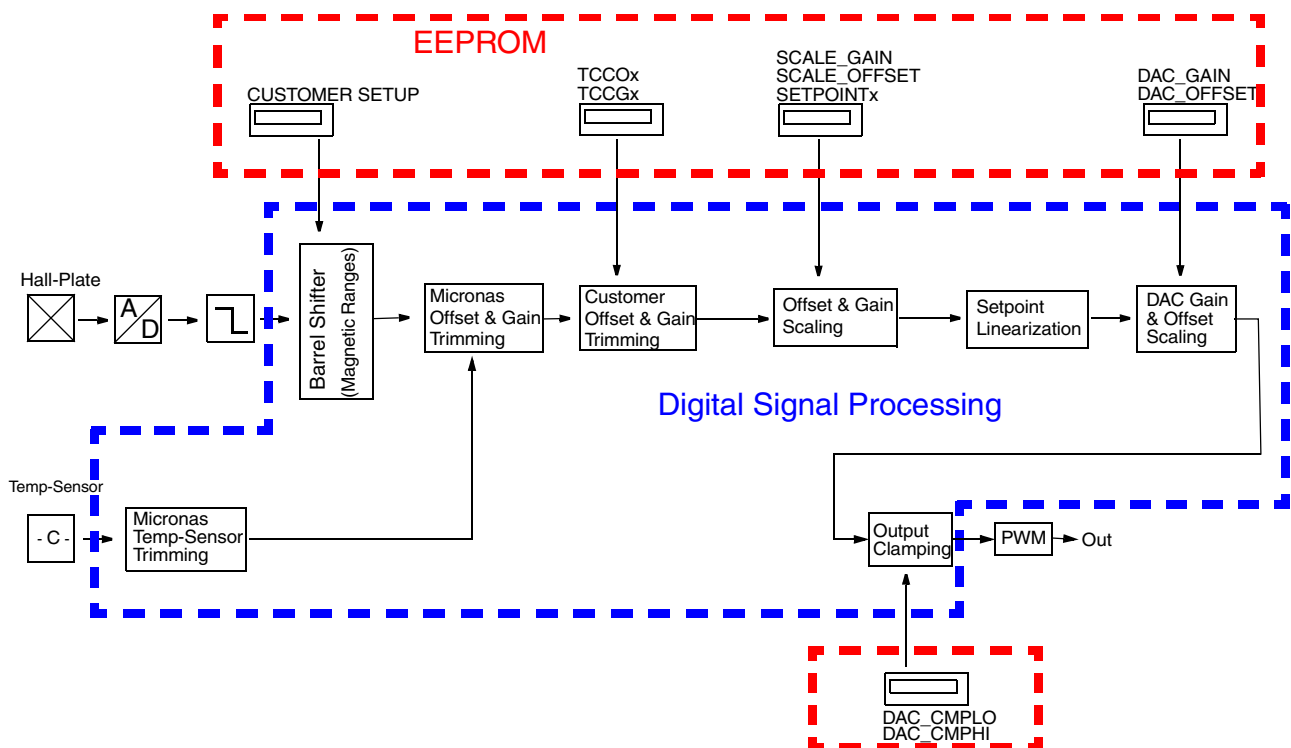 EEPROM
CUSTOMER SETUP
TCCOx
TCCGx
SCALE_GAIN
SCALE_OFFSET
SETPOINTx
DAC_GAIN
DAC_OFFSET
Hall-Plate
A
D
Barrel Shifter
(Magnetic Ranges)
Micronas
Offset & Gain
Trimming
Customer
Offset & Gain
Trimming
Offset & Gain
Scaling
Setpoint
Linearization
DAC Gain
& Offset
Scaling
Digital Signal Processing
Temp-Sensor
- C -
Micronas
Temp-Sensor
Trimming
Output
Clamping
PWM
Out
DAC_CMPLO
DAC_CMPHI